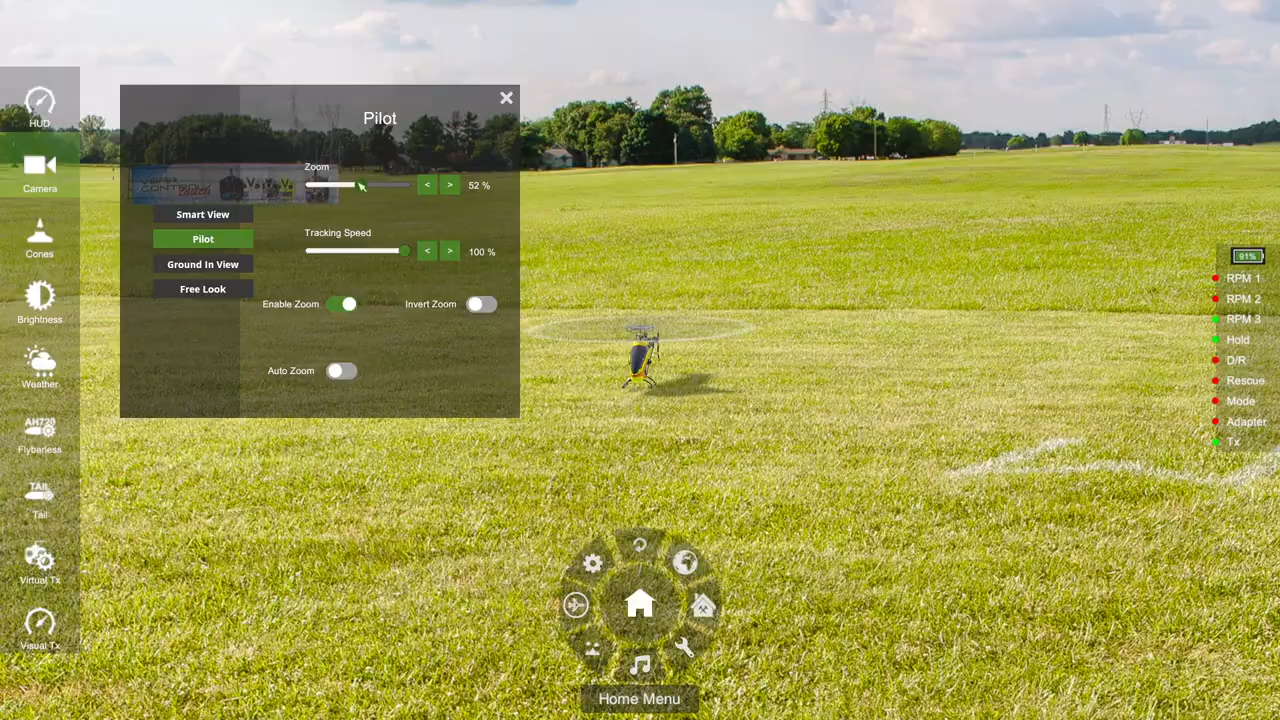 HUD
Camera
Cones
Brightness
Weather
AH720
Flybarless
TAIL
Tail
Virtual Tx
Visual Tx
Pilot
Zoom
< > 52 %
Smart View
Pilot
Ground In View
Free Look
Tracking Speed
< > 100 %
Enable Zoom
Invert Zoom
Auto Zoom
91%
RPM 1
RPM 2
RPM 3
Hold
D/R
Rescue
Mode
Adapter
Tx
Home Menu